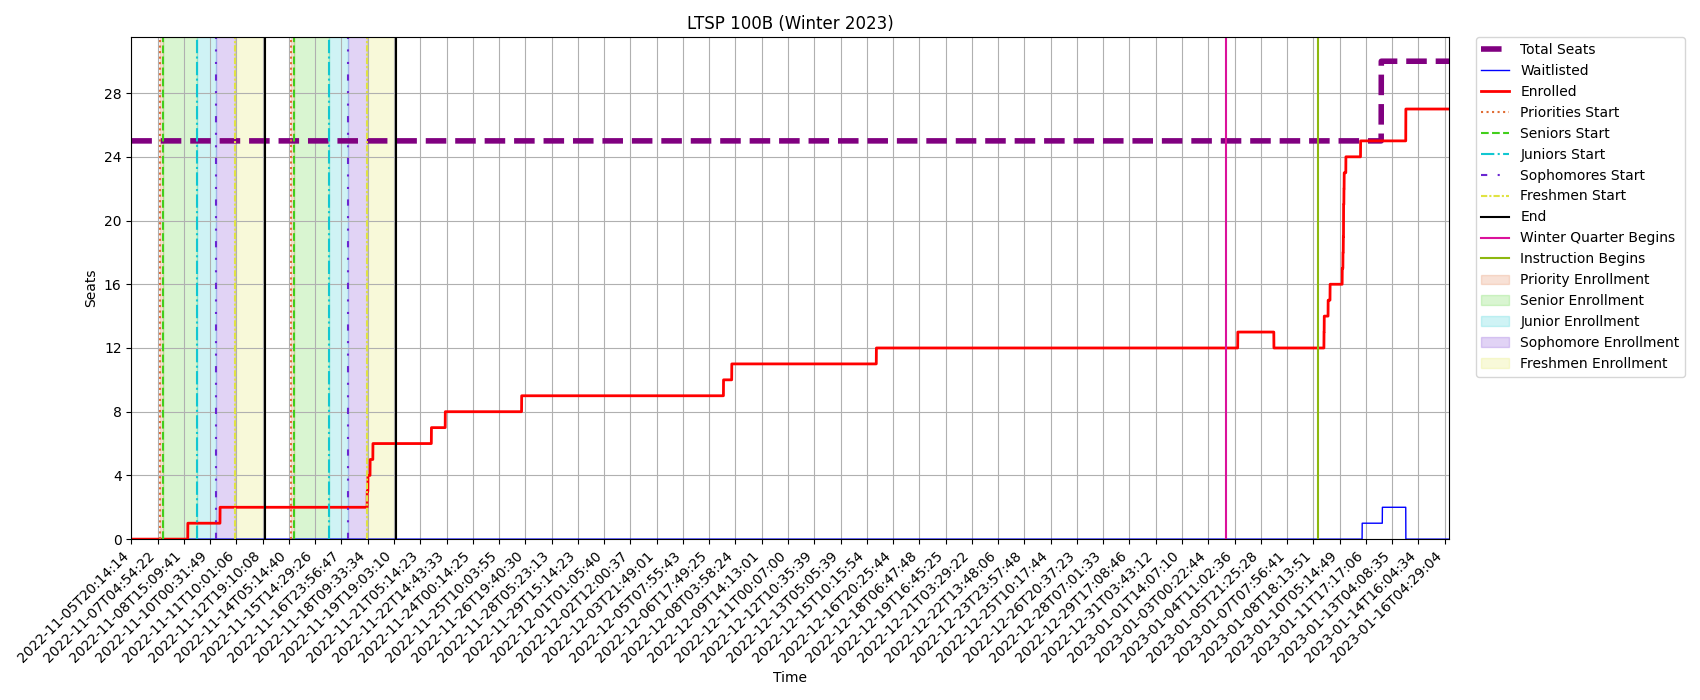 LTSP 100B (Winter 2023)
Seats
28
24
20
16
12
8
4
0
2022-11-05T20:14:14
2022-11-07T04:54:22
2022-11-08T15:09:41
2022-11-10T00:31:49
2022-11-11T10:01:06
2022-11-12T19:10:08
2022-11-14T05:14:40
2022-11-15T14:29:26
2022-11-16T23:56:47
2022-11-18T09:33:34
2022-11-19T19:03:10
2022-11-21T05:14:23
2022-11-24T00:43:33
2022-11-25T10:14:25
2022-11-25T10:03:55
2022-11-26T19:40:30
2022-11-28T05:23:13
2022-11-29T15:14:23
2022-12-01T01:05:40
2022-12-02T12:00:37
2022-12-03T21:49:01
2022-12-05T07:55:43
2022-12-06T17:49:25
2022-12-08T03:58:24
2022-12-09T14:13:01
2022-12-11T00:07:00
2022-12-12T10:35:39
2022-12-13T05:05:39
2022-12-15T10:15:54
2022-12-16T20:25:44
2022-12-18T06:47:48
2022-12-19T16:45:25
2022-12-21T03:29:22
2022-12-22T13:48:06
2022-12-23T23:57:48
2022-12-25T10:17:44
2022-12-26T20:37:23
2022-12-28T07:01:33
2022-12-29T17:08:46
2022-12-31T03:43:12
2023-01-01T14:07:10
2023-01-03T00:22:44
2023-01-04T11:02:36
2023-01-05T21:25:28
2023-01-07T07:56:41
2023-01-08T18:13:51
2023-01-10T05:14:49
2023-01-11T17:17:06
2023-01-13T04:08:35
2023-01-14T16:04:34
2023-01-16T04:29:04
Time
Total Seats
Waitlisted
Enrolled
Priorities Start
Seniors Start
Juniors Start
Sophomores Start
Freshmen Start
End
Winter Quarter Begins
Instruction Begins
Priority Enrollment
Senior Enrollment
Junior Enrollment
Sophomore Enrollment
Freshmen Enrollment